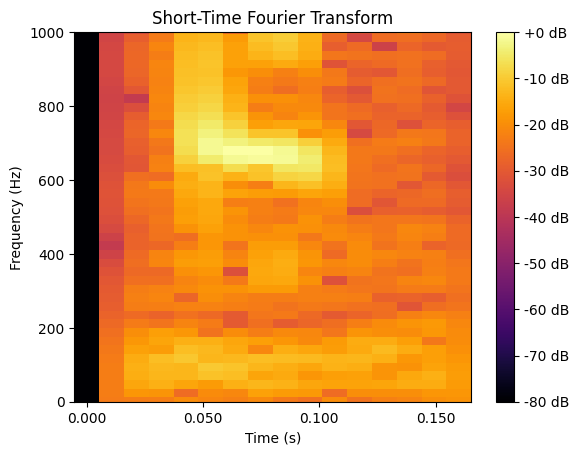 Short-Time Fourier Transform
Frequency (Hz)
1000
800
600
400
200
0
0.000
0.050
0.100
0.150
Time (s)
+0 dB
-10 dB
-20 dB
-30 dB
-40 dB
-50 dB
-60 dB
-70 dB
-80 dB